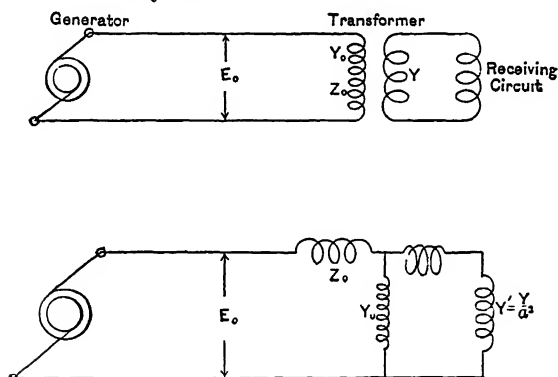 Generator
Transformer
E₀
Y₀
Z₀
Y
Receiving
Circuit
Z₀
E₀
Y₀
Y'=Y/a²